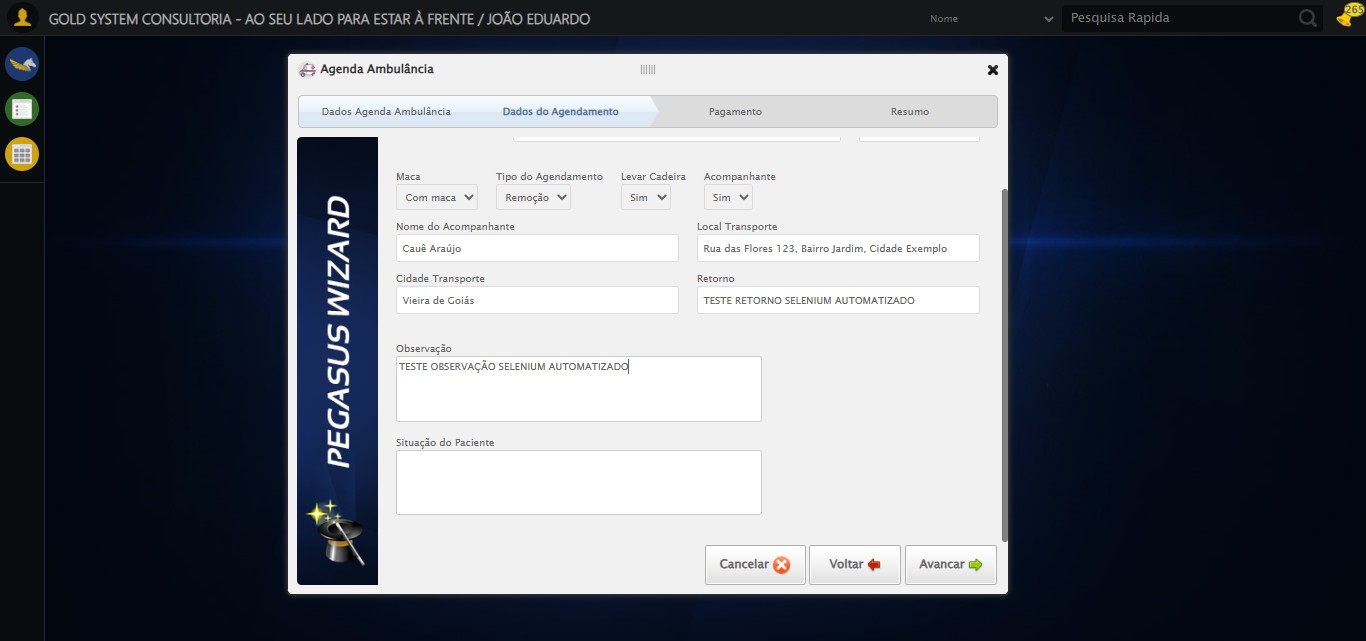 GOLD SYSTEM CONSULTORIA - AO SEU LADO PARA ESTAR À FRENTE / JOÃO EDUARDO
Nome
Pesquisa Rapida
265
Agenda Ambulância
Dados Agenda Ambulância
Dados do Agendamento
Pagamento
Resumo
PEGASUS WIZARD
Maca
Tipo do Agendamento
Levar Cadeira
Acompanhante
Com maca
Remoção
Sim
Sim
Nome do Acompanhante
Local Transporte
Cauê Araújo
Rua das Flores 123, Bairro Jardim, Cidade Exemplo
Cidade Transporte
Retorno
Vieira de Goiás
TESTE RETORNO SELENIUM AUTOMATIZADO
Observação
TESTE OBSERVAÇÃO SELENIUM AUTOMATIZADO
Situação do Paciente
Cancelar
Voltar
Avancar